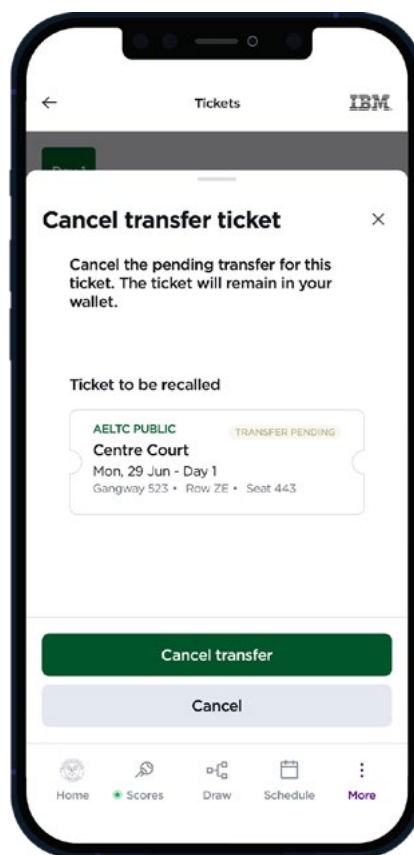 Tickets
IBM
Day 1
Cancel transfer ticket
Cancel the pending transfer for this
ticket. The ticket will remain in your
wallet.
Ticket to be recalled
AELTC PUBLIC
TRANSFER PENDING
Centre Court
Mon, 29 Jun - Day 1
Gangway 523 • Row ZE • Seat 443
Cancel transfer
Cancel
Home
Scores
Draw
Schedule
More